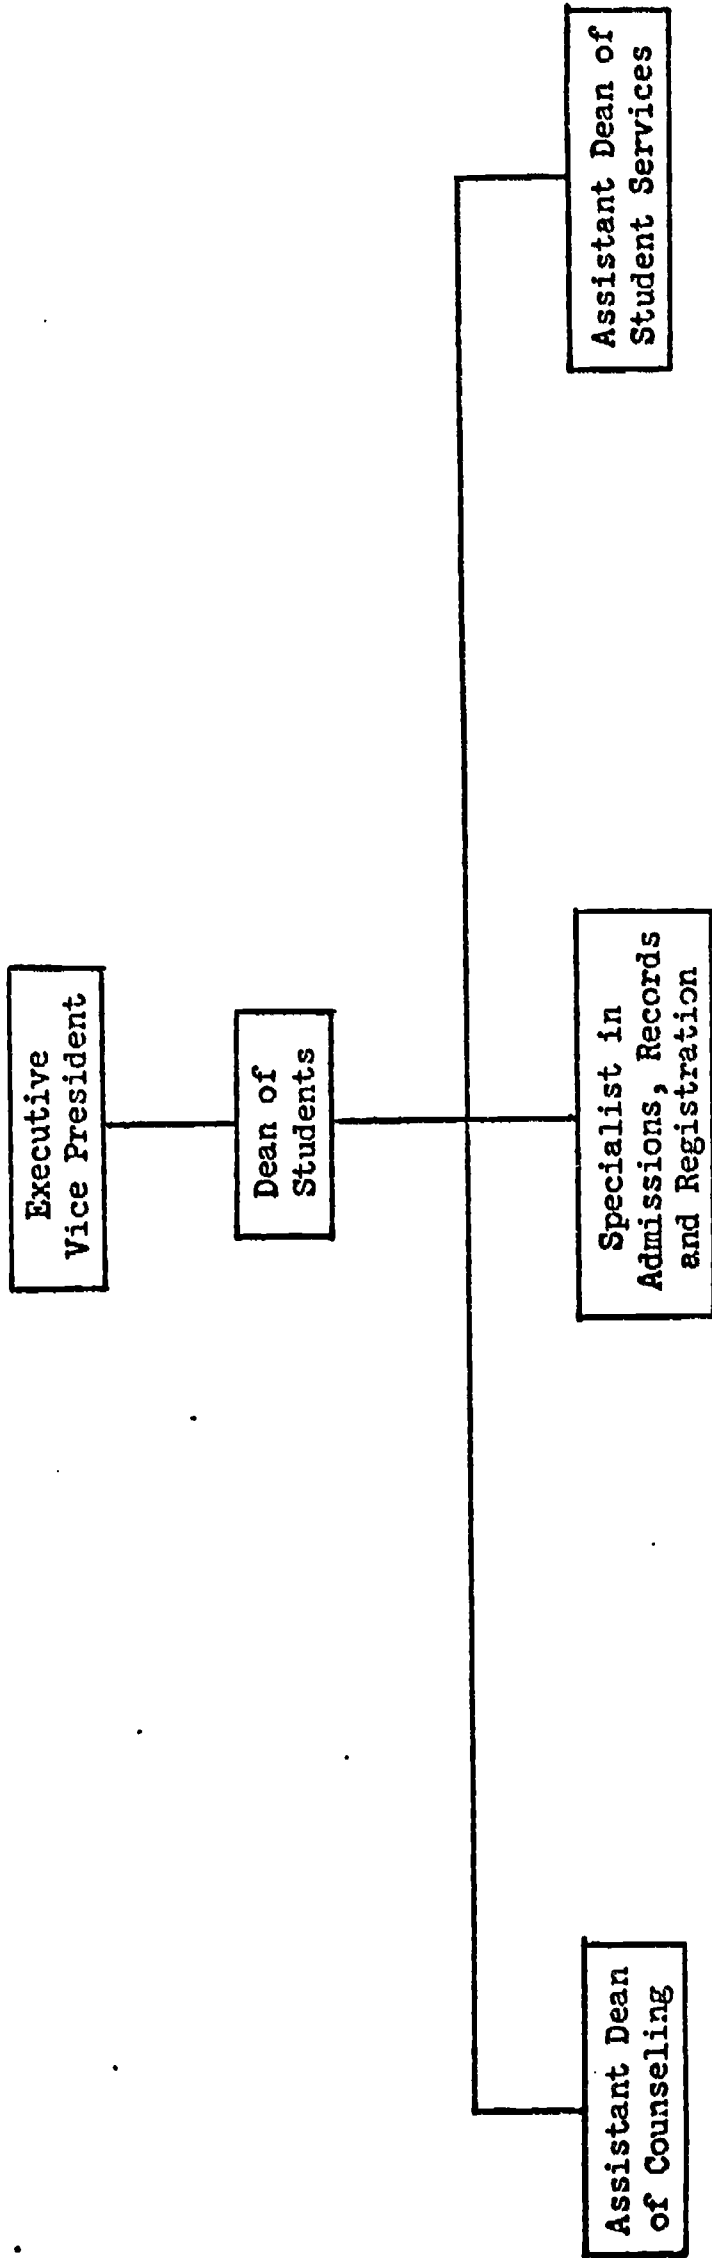 Executive
Vice President
Dean of
Students
Assistant Dean
of Counseling
Specialist in
Admissions, Records
and Registration
Assistant Dean of
Student Services